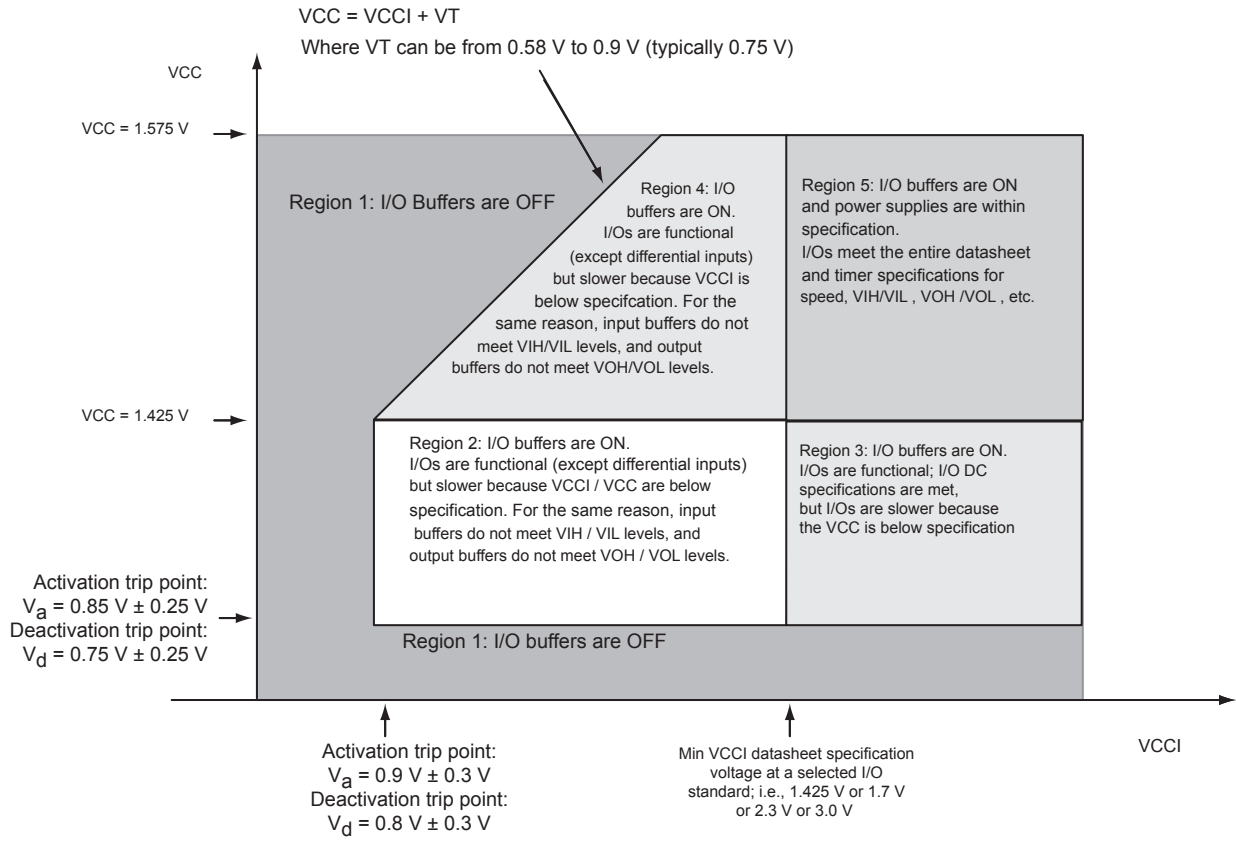 VCC = VCCI + VT
Where VT can be from 0.58 V to 0.9 V (typically 0.75 V)
VCC
VCC = 1.575 V
Region 1: I/O Buffers are OFF
Region 4: I/O
buffers are ON.
I/Os are functional
(except differential inputs)
but slower because VCCI is
below specifcation. For the
same reason, input buffers do not
meet VIH/VIL levels, and output
buffers do not meet VOH/VOL levels.
Region 5: I/O buffers are ON
and power supplies are within
specification.
I/Os meet the entire datasheet
and timer specifications for
speed, VIH/VIL , VOH /VOL , etc.
VCC = 1.425 V
Region 2: I/O buffers are ON.
I/Os are functional (except differential inputs)
but slower because VCCI / VCC are below
specification. For the same reason, input
buffers do not meet VIH / VIL levels, and
output buffers do not meet VOH / VOL levels.
Region 3: I/O buffers are ON.
I/Os are functional; I/O DC
specifications are met,
but I/Os are slower because
the VCC is below specification
Activation trip point:
Va = 0.85 V ± 0.25 V
Deactivation trip point:
Vd = 0.75 V ± 0.25 V
Region 1: I/O buffers are OFF
Activation trip point:
Va = 0.9 V ± 0.3 V
Deactivation trip point:
Vd = 0.8 V ± 0.3 V
Min VCCI datasheet specification
voltage at a selected I/O
standard; i.e., 1.425 V or 1.7 V
or 2.3 V or 3.0 V
VCCI